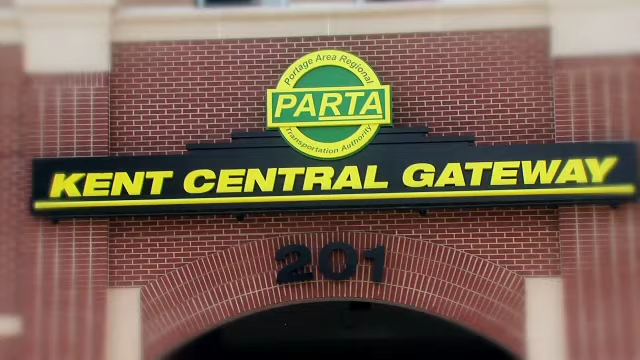 Portage Area Regional
PARTA
Transportation Authority
KENT CENTRAL GATEWAY
201